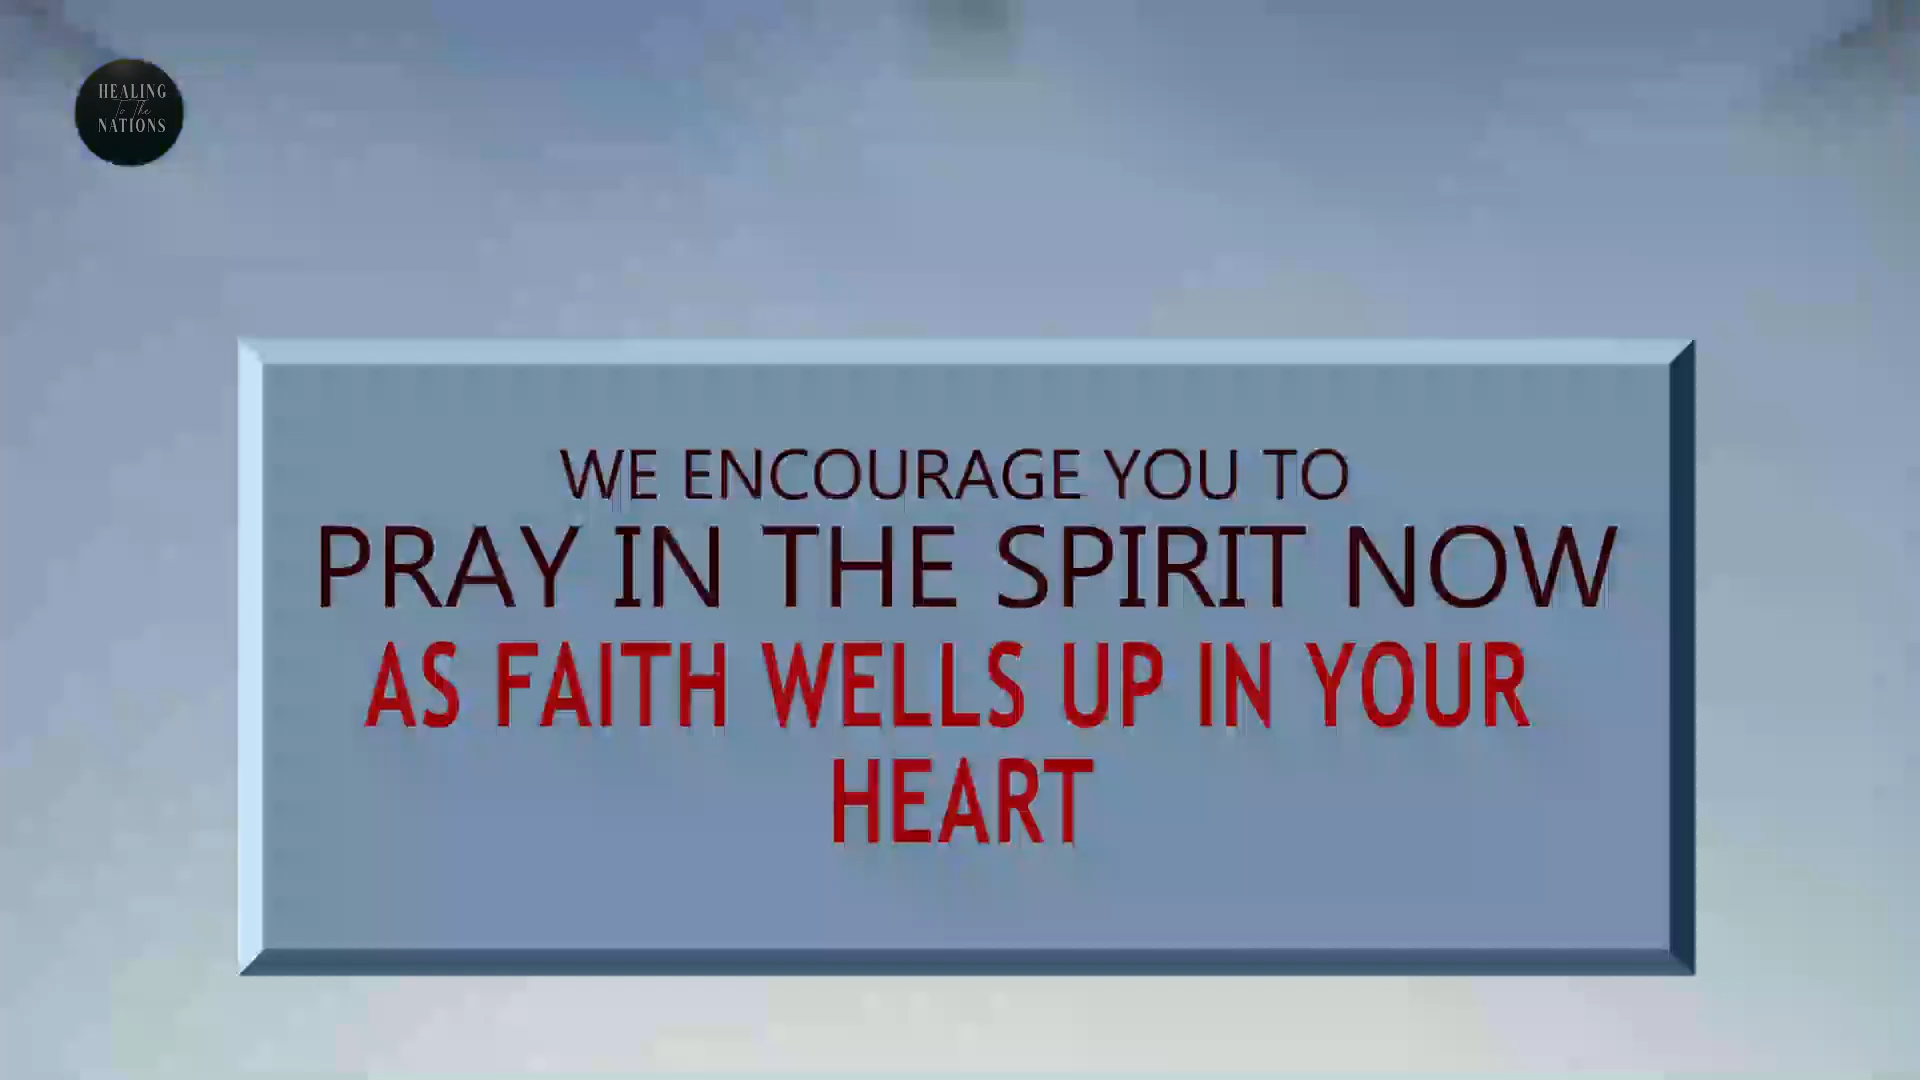 HEALING
To The
NATIONS
WE ENCOURAGE YOU TO
PRAY IN THE SPIRIT NOW
AS FAITH WELLS UP IN YOUR
HEART